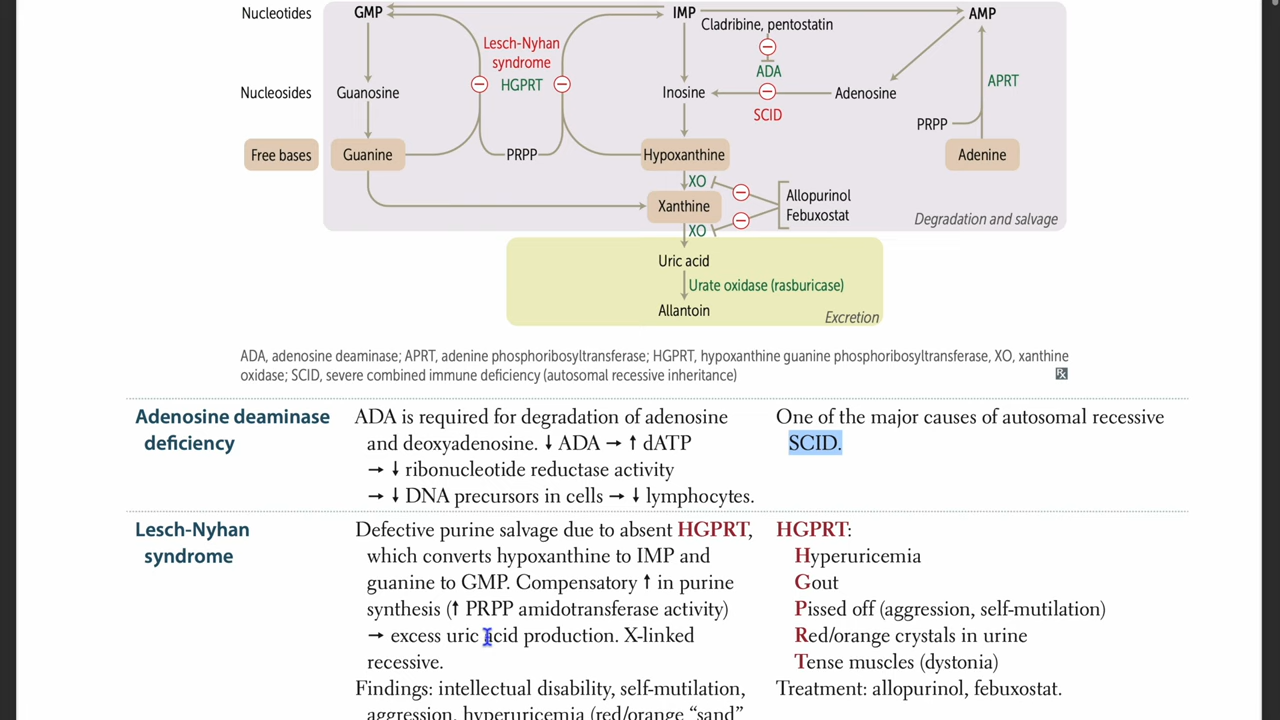 Nucleotides GMP IMP AMP
Cladribine, pentostatin
Lesch-Nyhan
syndrome
HGPRT
ADA
APRT
Nucleosides Guanosine Inosine Adenosine
SCID
PRPP
Free bases Guanine PRPP Hypoxanthine Adenine
XO
Allopurinol
Febuxostat
Xanthine
Degradation and salvage
XO
Uric acid
Urate oxidase (rasburicase)
Allantoin
Excretion
ADA, adenosine deaminase; APRT, adenine phosphoribosyltransferase; HGPRT, hypoxanthine guanine phosphoribosyltransferase, XO, xanthine
oxidase; SCID, severe combined immune deficiency (autosomal recessive inheritance)
Rx
Adenosine deaminase
deficiency
ADA is required for degradation of adenosine
and deoxyadenosine. ↓ ADA → ↑ dATP
→ ↓ ribonucleotide reductase activity
→ ↓ DNA precursors in cells → ↓ lymphocytes.
One of the major causes of autosomal recessive
SCID.
Lesch-Nyhan
syndrome
Defective purine salvage due to absent HGPRT,
which converts hypoxanthine to IMP and
guanine to GMP. Compensatory ↑ in purine
synthesis (↑ PRPP amidotransferase activity)
→ excess uric acid production. X-linked
recessive.
Findings: intellectual disability, self-mutilation,
aggression, hyperuricemia (red/orange “sand”
HGPRT:
Hyperuricemia
Gout
Pissed off (aggression, self-mutilation)
Red/orange crystals in urine
Tense muscles (dystonia)
Treatment: allopurinol, febuxostat.